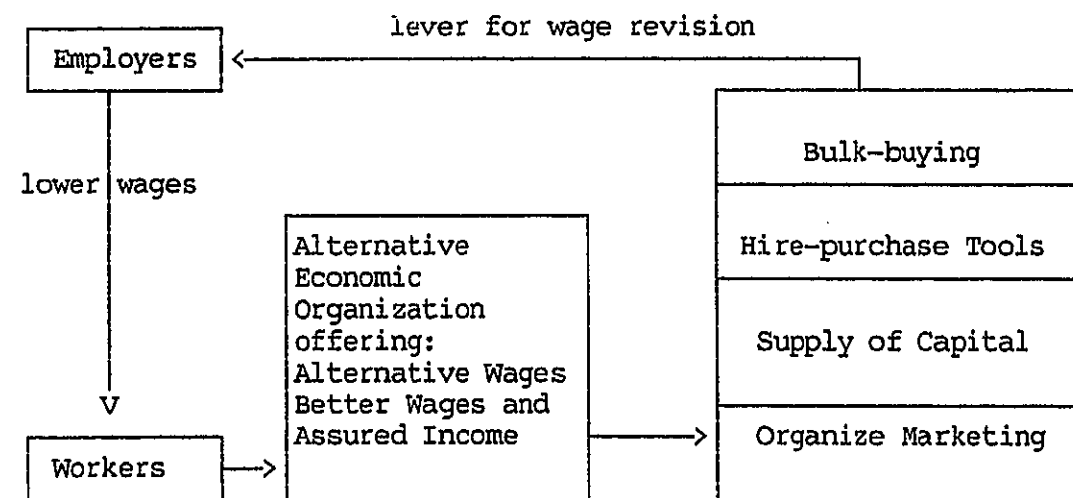 lever for wage revision
Employers
Bulk-buying
lower wages
Hire-purchase Tools
Alternative
Economic
Organization
offering:
Alternative Wages
Better Wages and
Assured Income
Supply of Capital
Organize Marketing
Workers